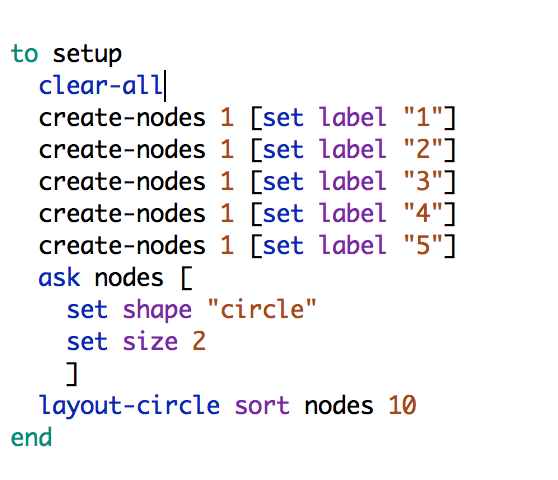 to setup
  clear-all
  create-nodes 1 [set label "1"]
  create-nodes 1 [set label "2"]
  create-nodes 1 [set label "3"]
  create-nodes 1 [set label "4"]
  create-nodes 1 [set label "5"]
  ask nodes [
    set shape "circle"
    set size 2
    ]
  layout-circle sort nodes 10
end